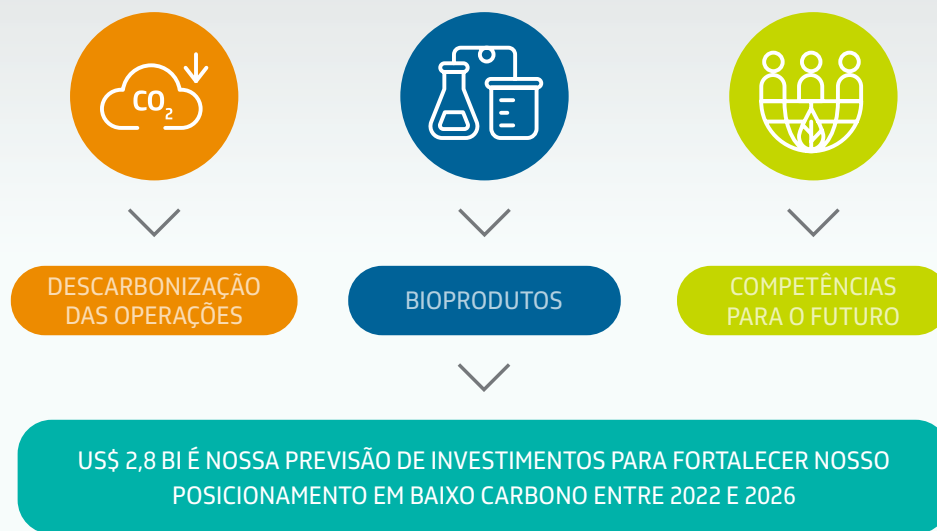 CO2
DESCARBONIZAÇÃO
DAS OPERAÇÕES
BIOPRODUTOS
COMPETÊNCIAS
PARA O FUTURO
US$ 2,8 BI É NOSSA PREVISÃO DE INVESTIMENTOS PARA FORTALECER NOSSO
POSICIONAMENTO EM BAIXO CARBONO ENTRE 2022 E 2026